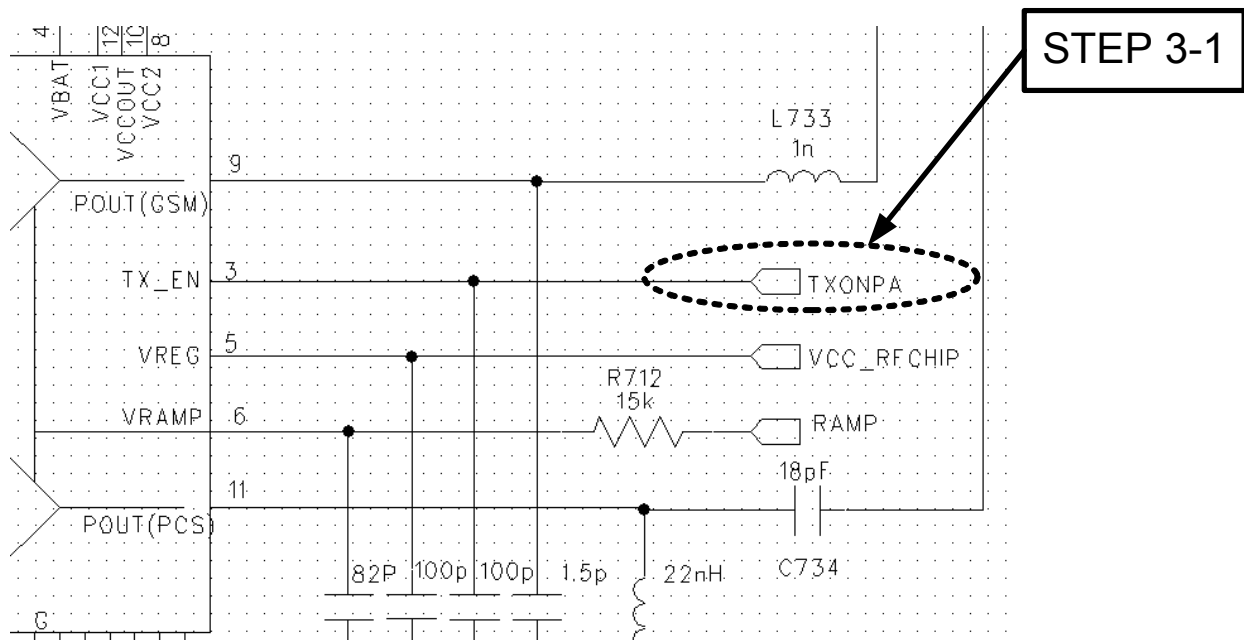 STEP 3-1
4
12
10
8
VBAT
VCC1
VCCOUT
VCC2
L733
1n
9
POUT(GSM)
TX_EN
3
TXONPA
VREG
5
VCC_RFCHIP
R712
15k
VRAMP
6
RAMP
18pF
11
POUT(PCS)
82P
100p
100p
1.5p
22nH
C734
G